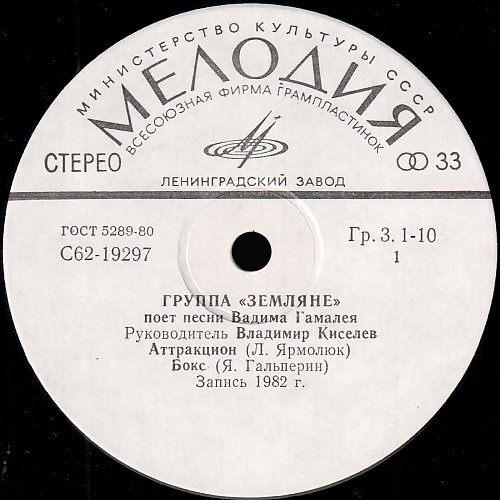 МИНИСТЕРСТВО КУЛЬТУРЫ СССР
МЕЛОДИЯ
ВСЕСОЮЗНАЯ ФИРМА ГРАМПЛАСТИНОК
СТЕРЕО
33
ЛЕНИНГРАДСКИЙ ЗАВОД
ГОСТ 5289-80
Гр. 3. 1-10
С62-19297
1
ГРУППА «ЗЕМЛЯНЕ»
поет песни Вадима Гамалея
Руководитель Владимир Киселев
Аттракцион (Л. Ярмолюк)
Бокс (Я. Гальперин)
Запись 1982 г.